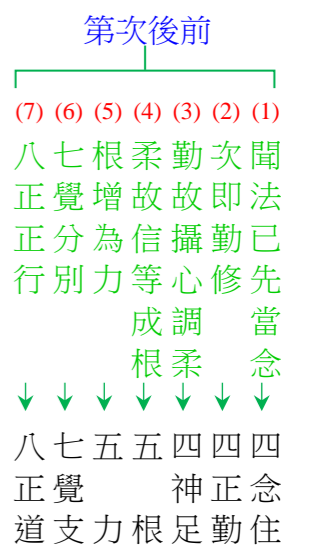 前後次第
(1) 聞法已先當念
四念住
(2) 次即勤修
四正勤
(3) 勤故攝心調柔
四神足
(4) 柔故信等成根
五根
(5) 根增為力
五力
(6) 七覺分別
七覺支
(7) 八正正行
八正道